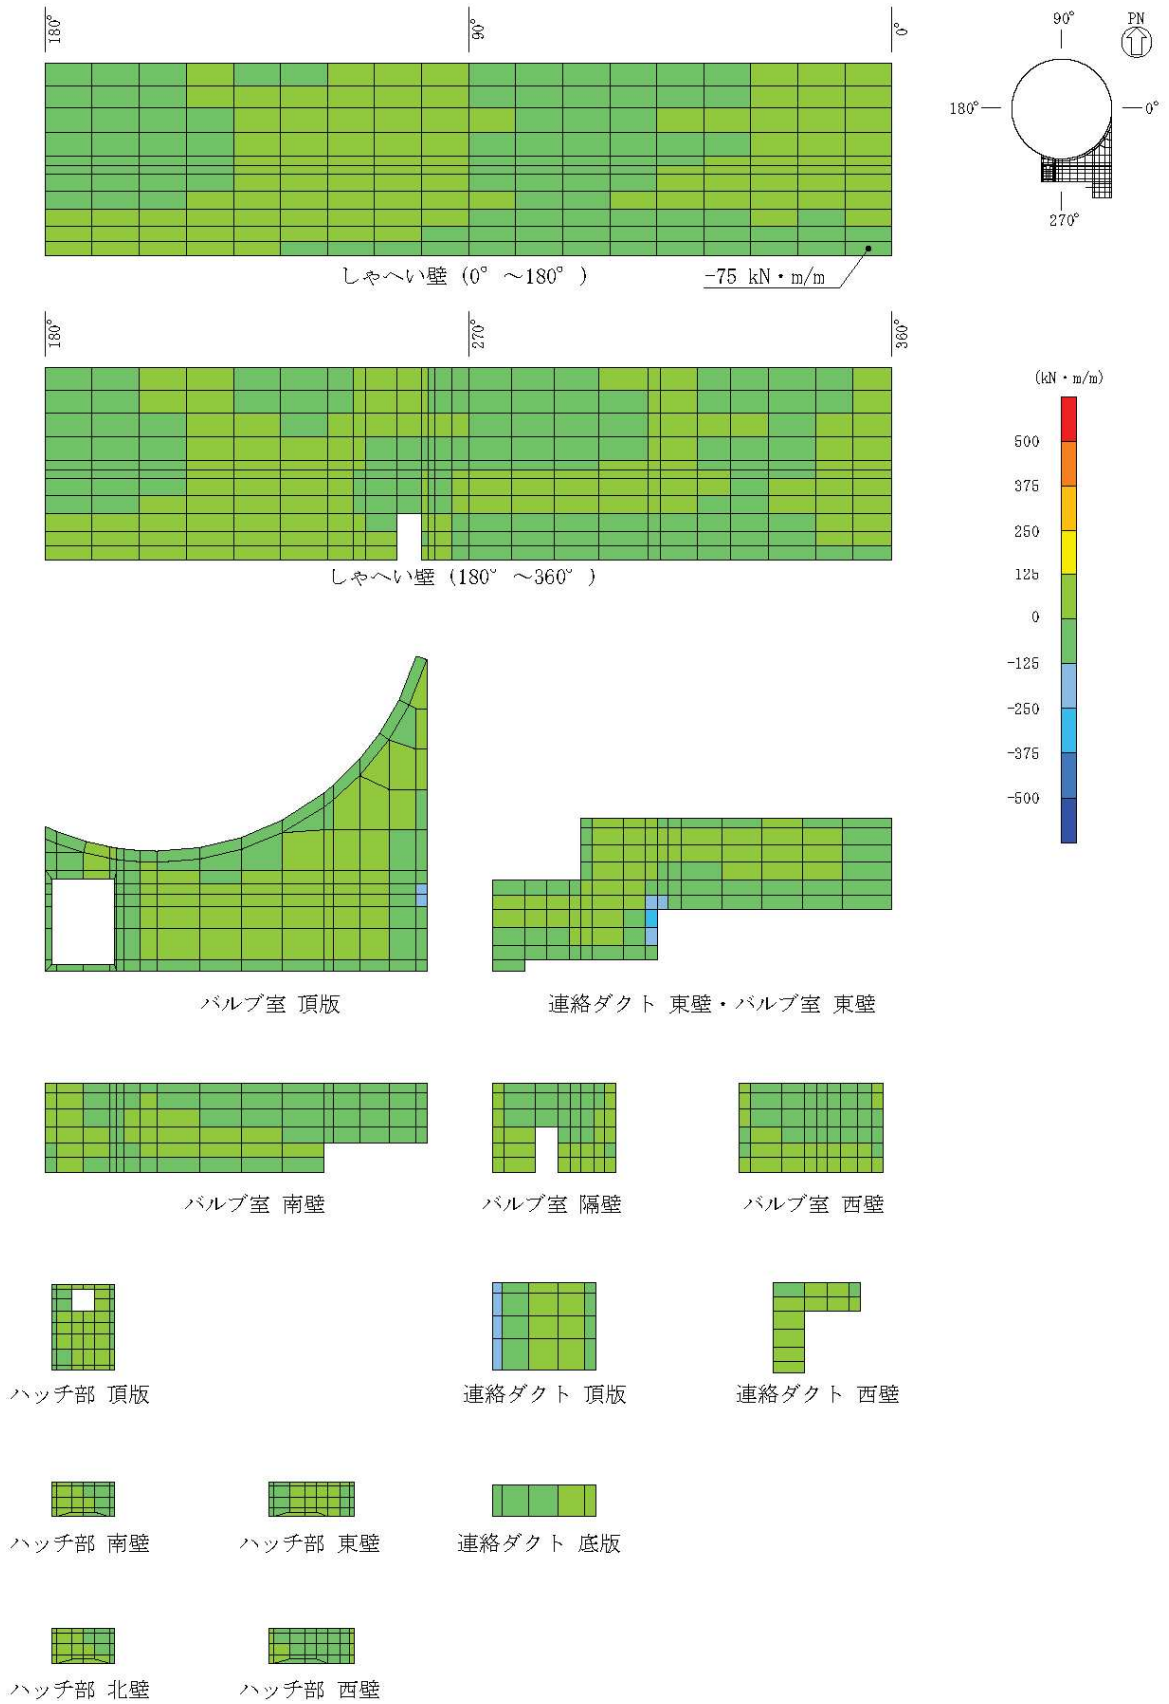 180°
90°
0°
しゃへい壁 (0° ～180° )
-75 kN・m/m
90°
PN
180°
0°
270°
180°
270°
360°
しゃへい壁 (180° ～360° )
(kN・m/m)
500
375
250
125
0
-125
-250
-375
-500
バルブ室 頂版
連絡ダクト 東壁・バルブ室 東壁
バルブ室 南壁
バルブ室 隔壁
バルブ室 西壁
ハッチ部 頂版
連絡ダクト 頂版
連絡ダクト 西壁
ハッチ部 南壁
ハッチ部 東壁
連絡ダクト 底版
ハッチ部 北壁
ハッチ部 西壁